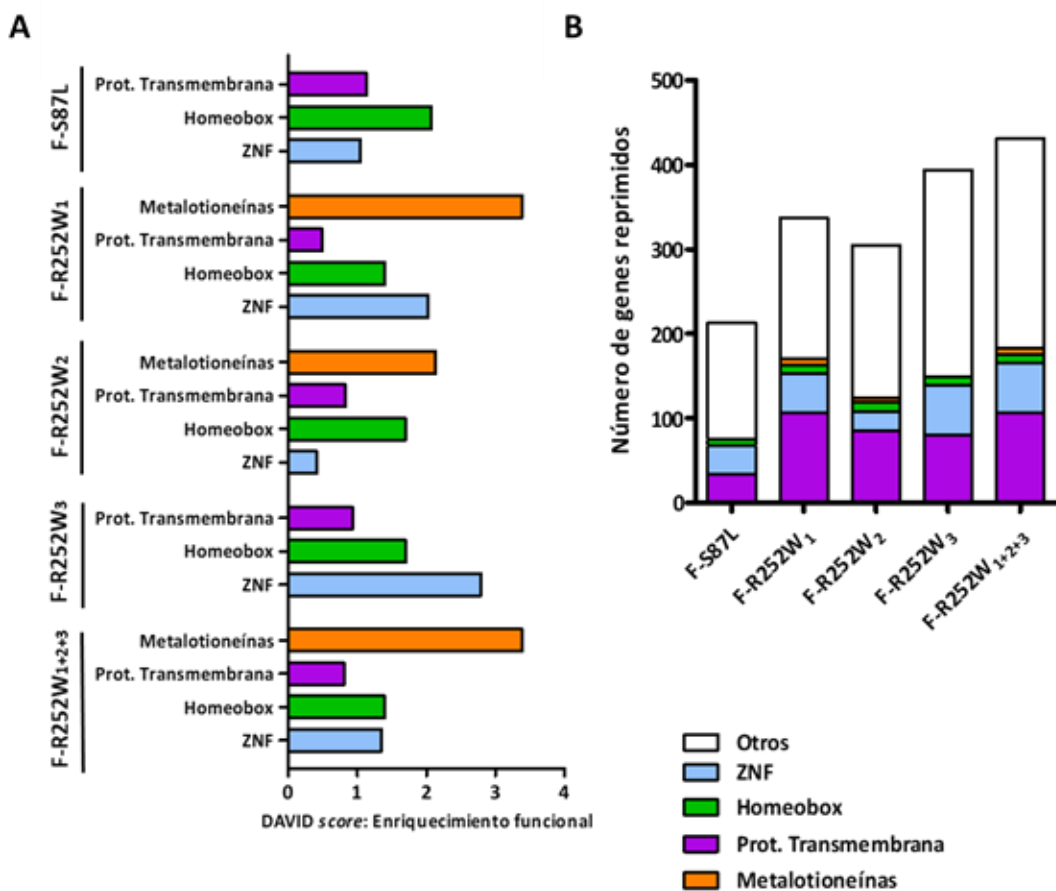 A
F-S87L
Prot. Transmembrana
Homeobox
ZNF
F-R252W1
Metalotioneínas
Prot. Transmembrana
Homeobox
ZNF
F-R252W2
Metalotioneínas
Prot. Transmembrana
Homeobox
ZNF
F-R252W3
Prot. Transmembrana
Homeobox
ZNF
F-R252W1+2+3
Metalotioneínas
Prot. Transmembrana
Homeobox
ZNF
0 1 2 3 4
DAVID score: Enriquecimiento funcional
B
Número de genes reprimidos
500
400
300
200
100
0
F-S87L
F-R252W1
F-R252W2
F-R252W3
F-R252W1+2+3
Otros
ZNF
Homeobox
Prot. Transmembrana
Metalotioneínas